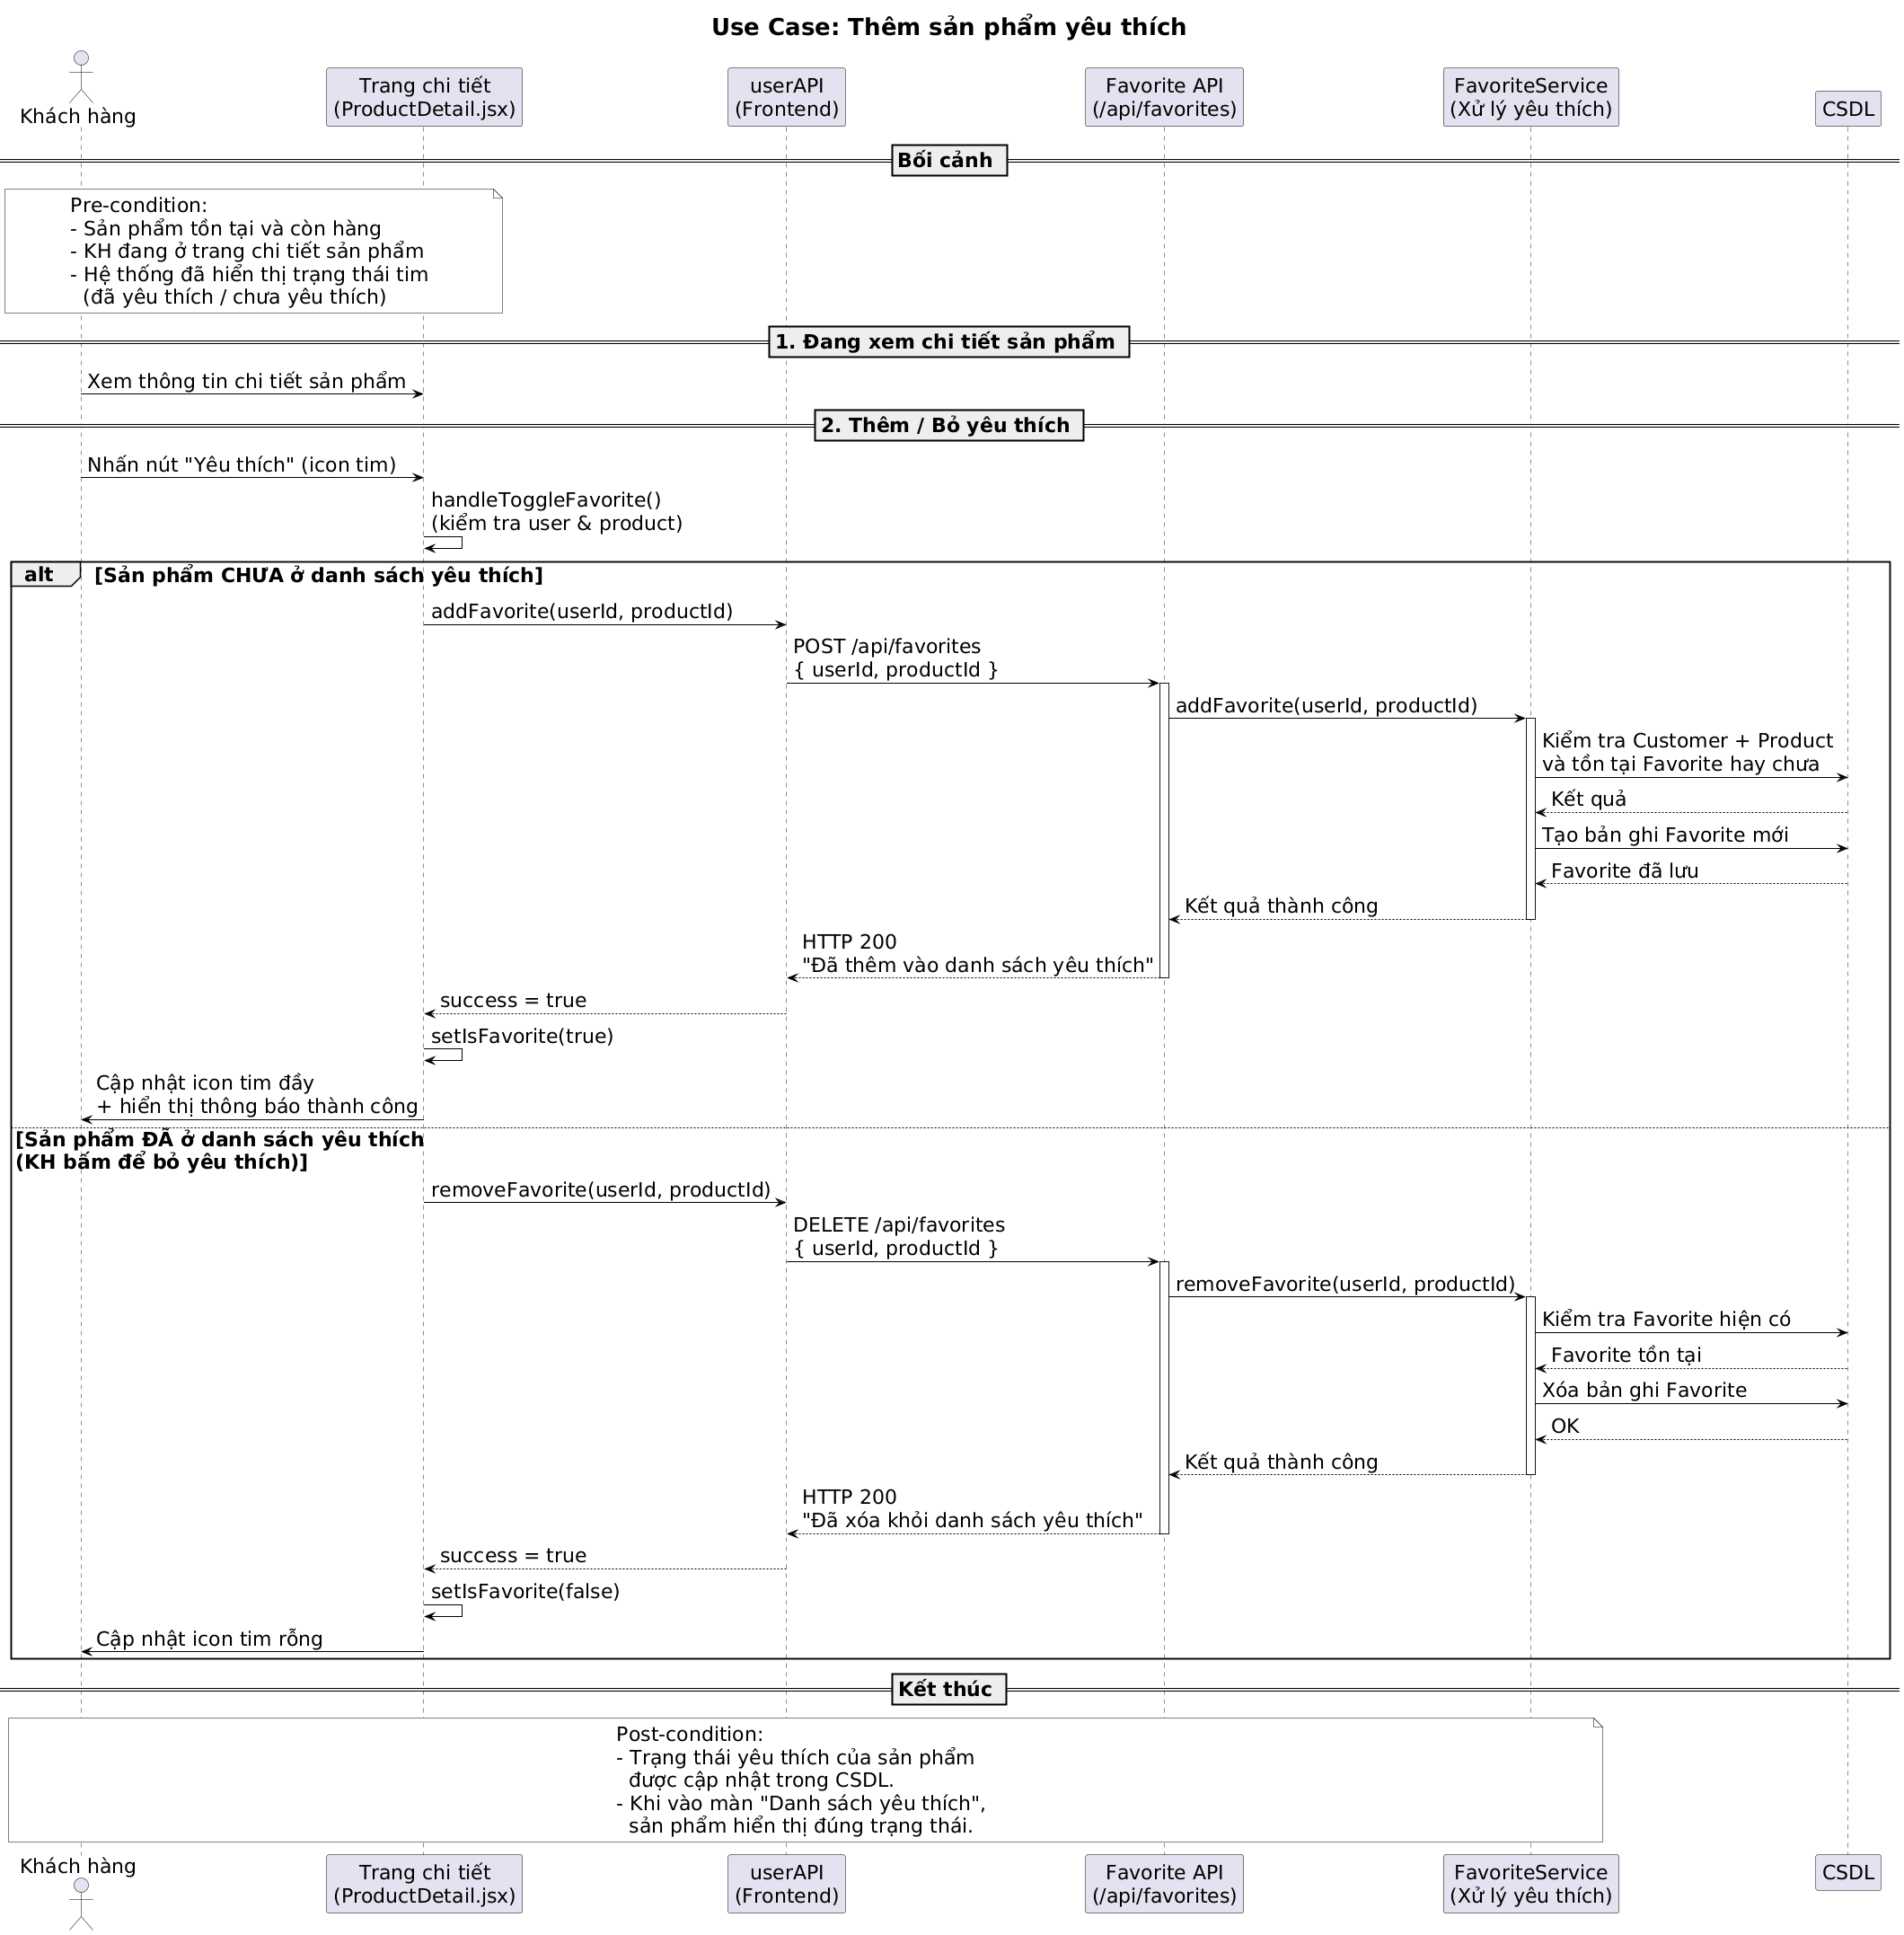 Use Case: Thêm sản phẩm yêu thích
Khách hàng
Trang chi tiết
(ProductDetail.jsx)
userAPI
(Frontend)
Favorite API
(/api/favorites)
FavoriteService
(Xử lý yêu thích)
CSDL
Bối cảnh
Pre-condition:
- Sản phẩm tồn tại và còn hàng
- KH đang ở trang chi tiết sản phẩm
- Hệ thống đã hiển thị trạng thái tim
(đã yêu thích / chưa yêu thích)
1. Đang xem chi tiết sản phẩm
Xem thông tin chi tiết sản phẩm
2. Thêm / Bỏ yêu thích
Nhấn nút "Yêu thích" (icon tim)
handleToggleFavorite()
(kiểm tra user & product)
alt [Sản phẩm CHƯA ở danh sách yêu thích]
addFavorite(userId, productId)
POST /api/favorites
{ userId, productId }
addFavorite(userId, productId)
Kiểm tra Customer + Product
và tồn tại Favorite hay chưa
Kết quả
Tạo bản ghi Favorite mới
Favorite đã lưu
Kết quả thành công
HTTP 200
"Đã thêm vào danh sách yêu thích"
success = true
setIsFavorite(true)
Cập nhật icon tim đầy
+ hiển thị thông báo thành công
[Sản phẩm ĐÃ ở danh sách yêu thích
(KH bấm để bỏ yêu thích)]
removeFavorite(userId, productId)
DELETE /api/favorites
{ userId, productId }
removeFavorite(userId, productId)
Kiểm tra Favorite hiện có
Favorite tồn tại
Xóa bản ghi Favorite
OK
Kết quả thành công
HTTP 200
"Đã xóa khỏi danh sách yêu thích"
success = true
setIsFavorite(false)
Cập nhật icon tim rỗng
Kết thúc
Post-condition:
- Trạng thái yêu thích của sản phẩm
được cập nhật trong CSDL.
- Khi vào màn "Danh sách yêu thích",
sản phẩm hiển thị đúng trạng thái.
Khách hàng
Trang chi tiết
(ProductDetail.jsx)
userAPI
(Frontend)
Favorite API
(/api/favorites)
FavoriteService
(Xử lý yêu thích)
CSDL